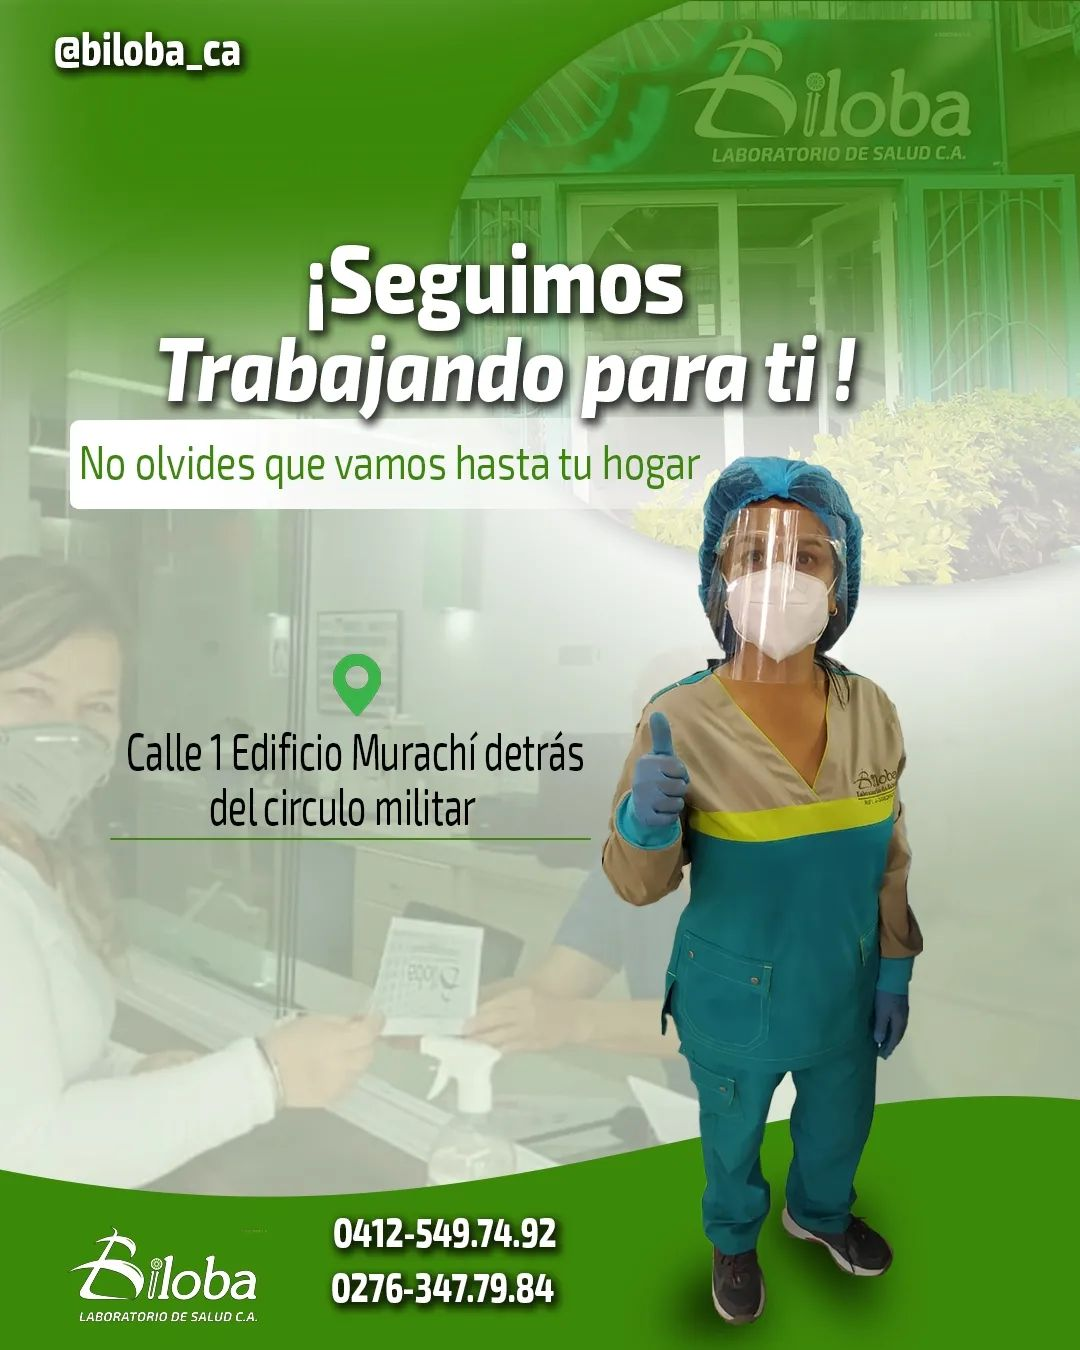 @biloba_ca
Biloba
LABORATORIO DE SALUD C.A.
¡Seguimos
Trabajando para ti !
No olvides que vamos hasta tu hogar
Calle 1 Edificio Murachí detrás
del circulo militar
Biloba
Biloba
LABORATORIO DE SALUD C.A.
0412-549.74.92
0276-347.79.84